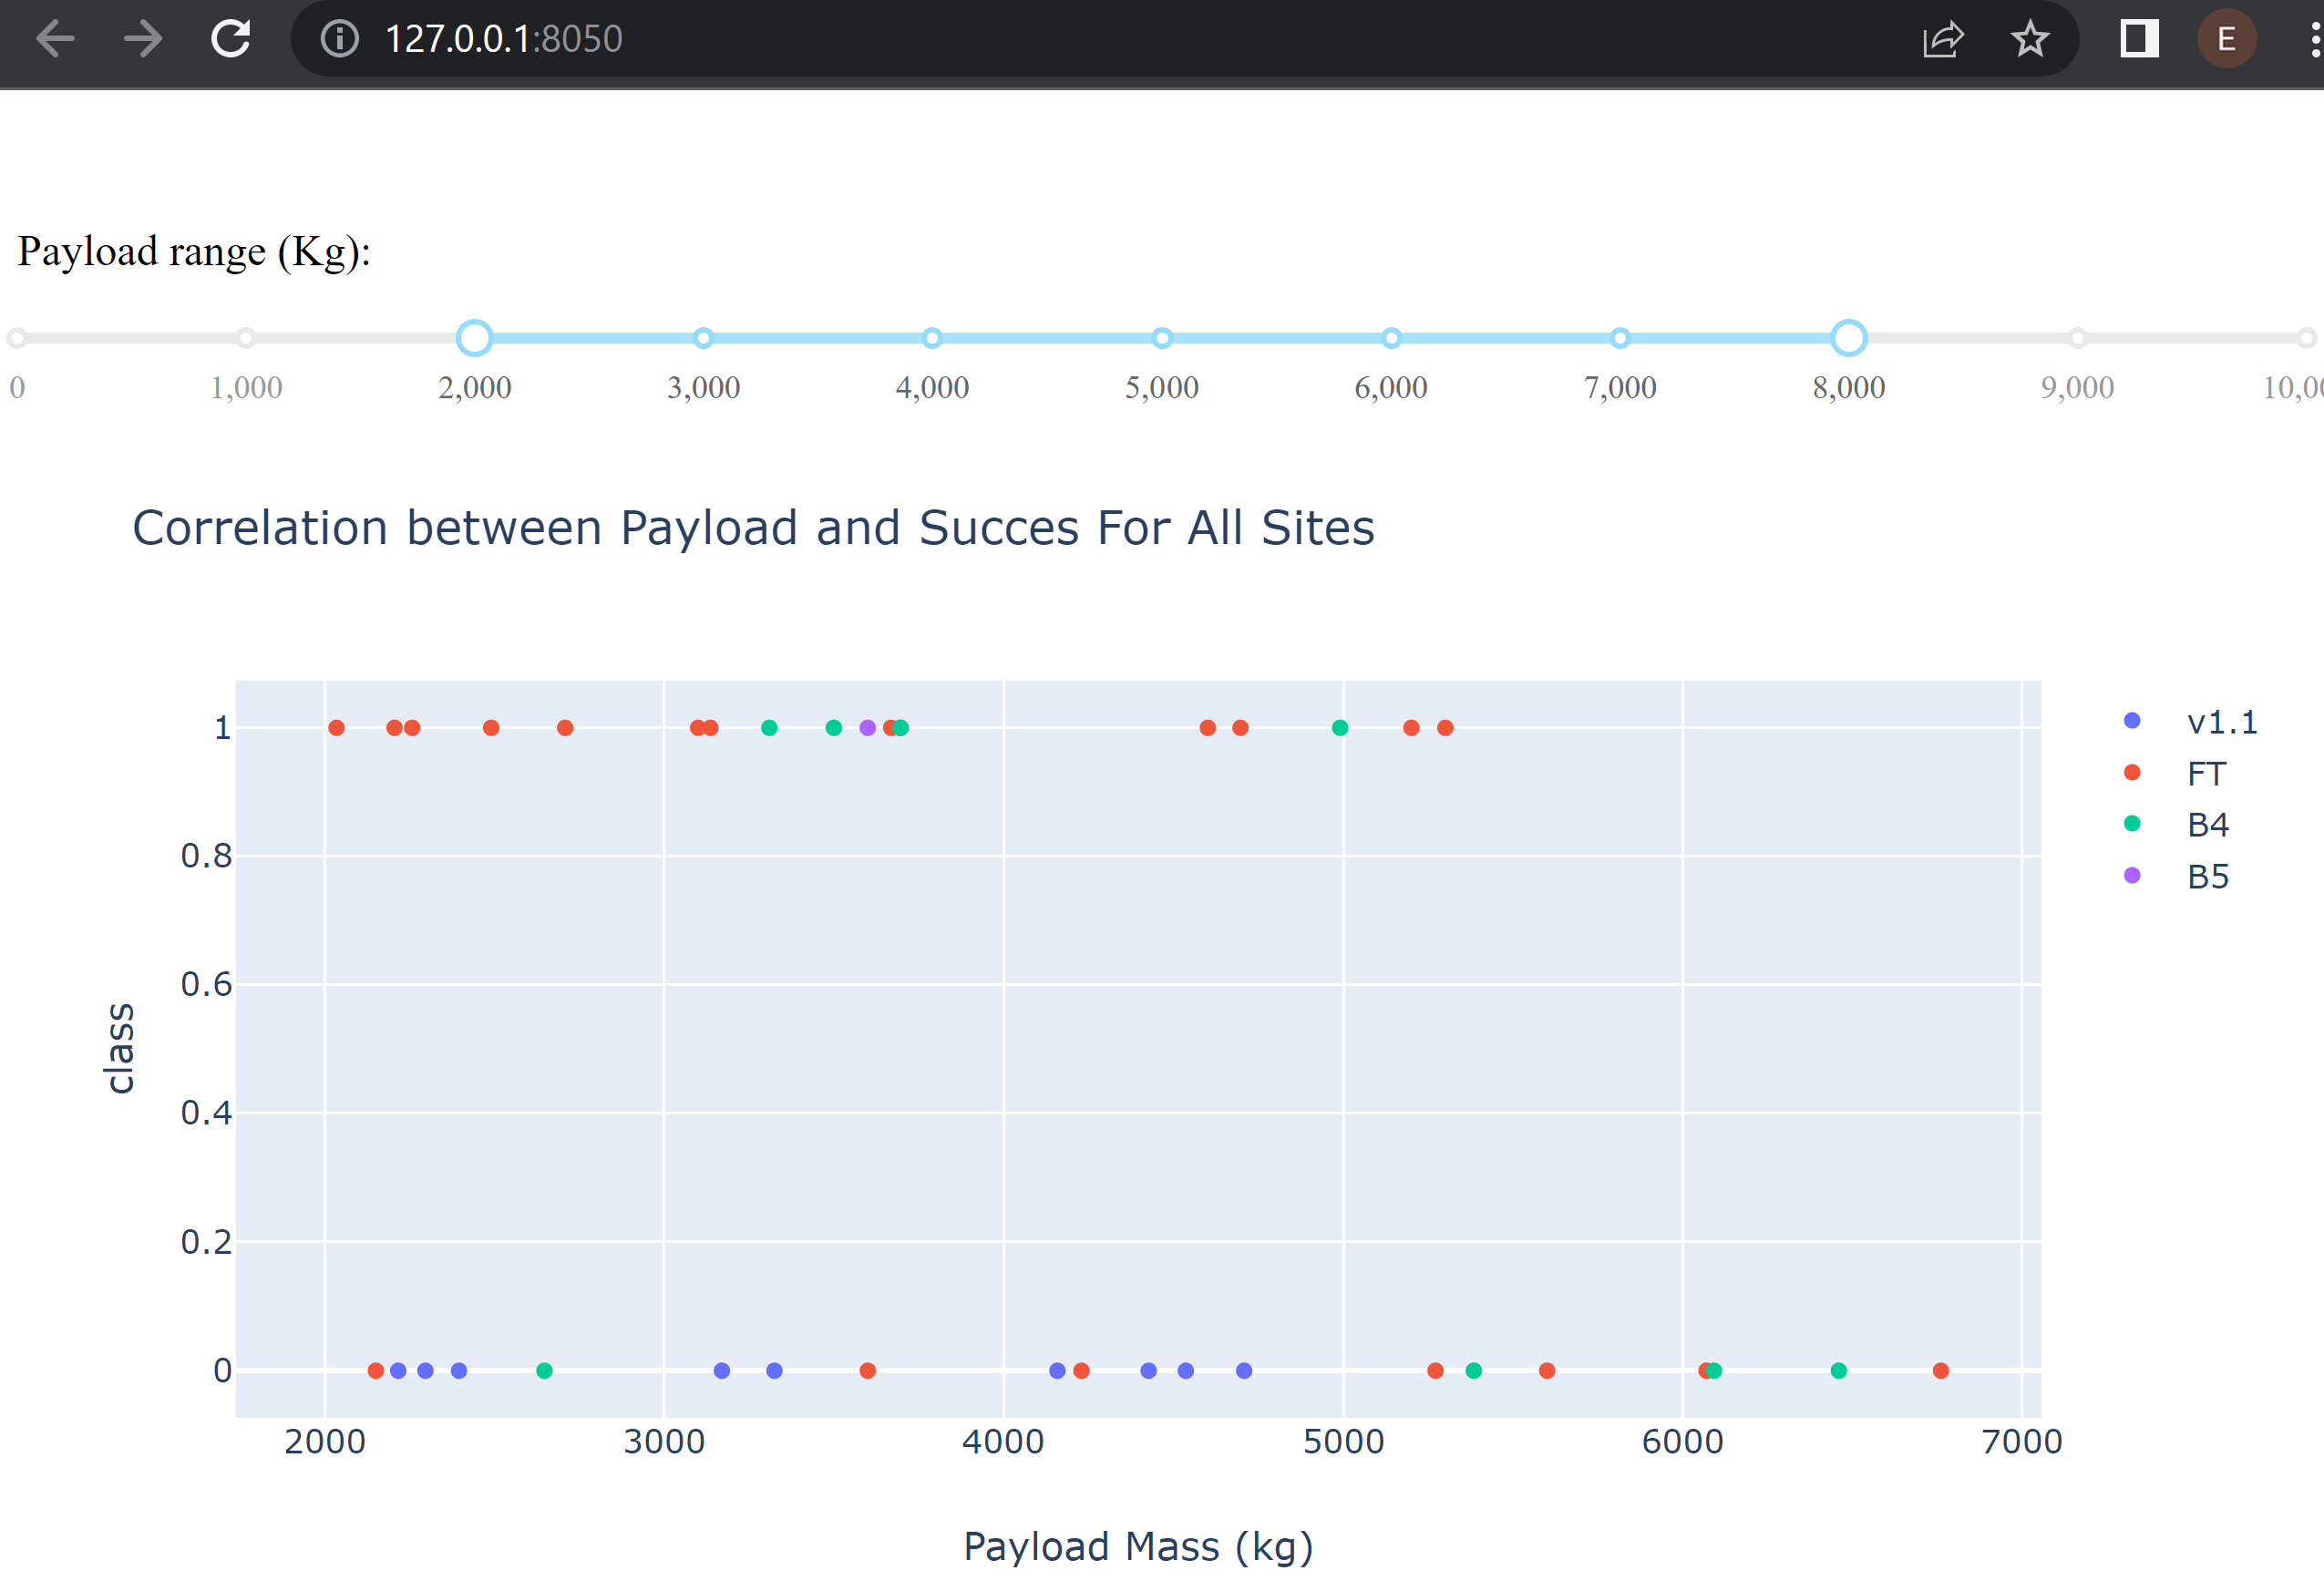 127.0.0.1:8050
E
Payload range (Kg):
0 1,000 2,000 3,000 4,000 5,000 6,000 7,000 8,000 9,000
Correlation between Payload and Succes For All Sites
1
0.8
0.6
0.4
0.2
0
class
v1.1
FT
B4
B5
2000 3000 4000 5000 6000 7000
Payload Mass (kg)